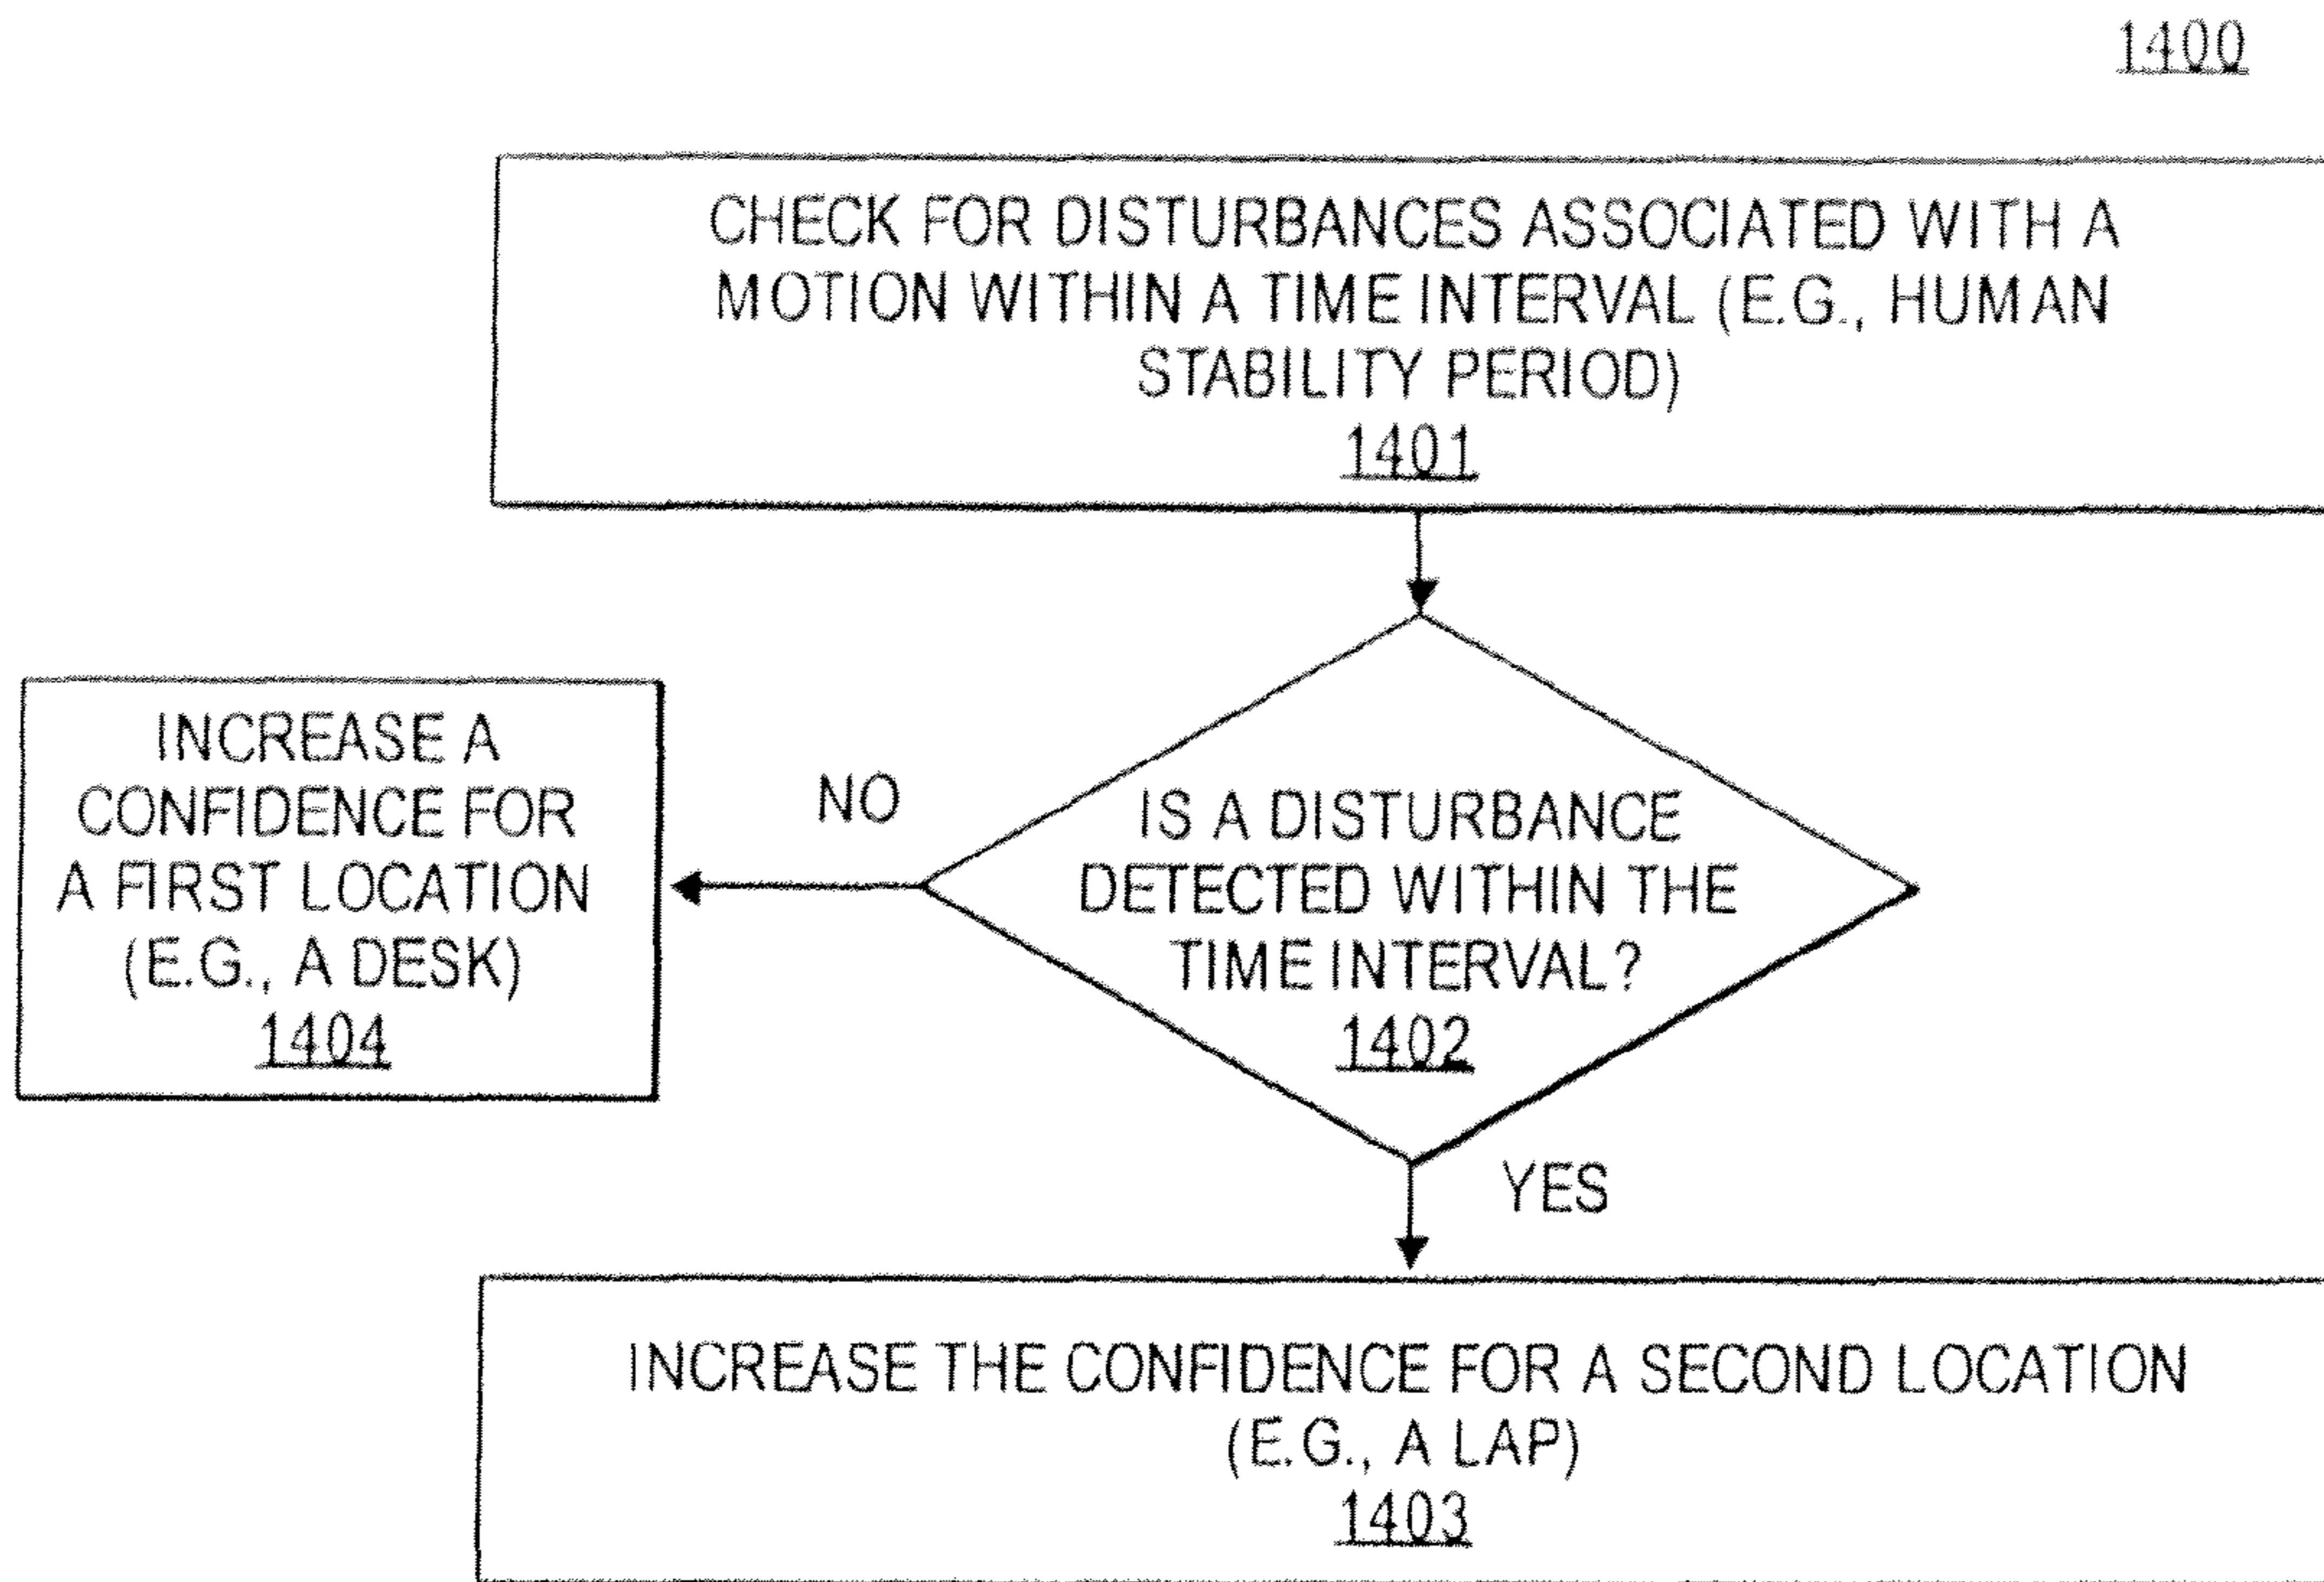 1400
CHECK FOR DISTURBANCES ASSOCIATED WITH A
MOTION WITHIN A TIME INTERVAL (E.G., HUMAN
STABILITY PERIOD)
1401
INCREASE A
CONFIDENCE FOR
A FIRST LOCATION
(E.G., A DESK)
1404
NO
IS A DISTURBANCE
DETECTED WITHIN THE
TIME INTERVAL?
1402
YES
INCREASE THE CONFIDENCE FOR A SECOND LOCATION
(E.G., A LAP)
1403